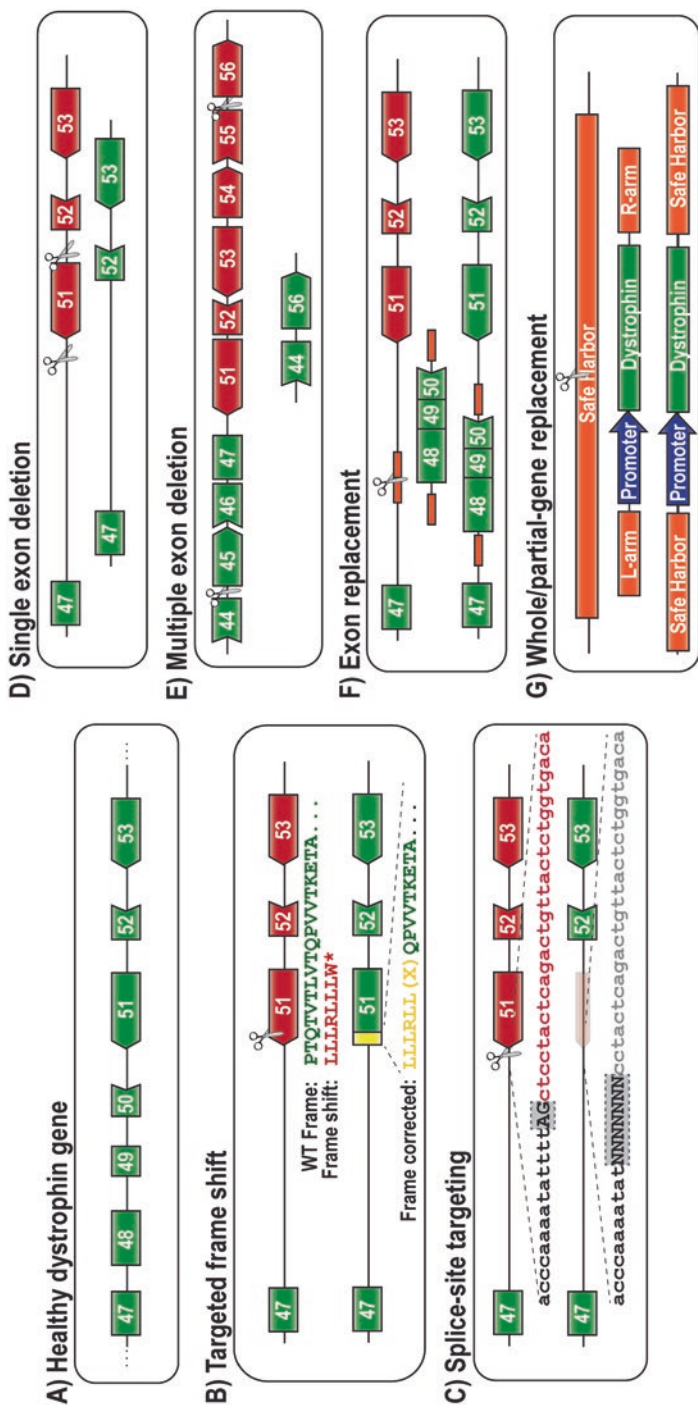 A) Healthy dystrophin gene
47 48 49 50 51 52 53
B) Targeted frame shift
47 51 52 53
WT Frame: PTQTVTLVTQPVVTKETA...
Frame shift: LLLRLLLW*
47 51 52 53
Frame corrected: LLLRLL(X)QPVVTKETA...
C) Splice-site targeting
47 51 52 53
acccaaaatattttAGctcctactcagactgttactctggtgaca
47 52 53
acccaaaatatNNNNNNNNcctactcagactgttactctggtgaca
D) Single exon deletion
47 51 52 53
47 52 53
E) Multiple exon deletion
44 45 46 47 51 52 53 54 55 56
44 56
F) Exon replacement
47 51 52 53
48 49 50
47 48 49 50 51 52 53
G) Whole/partial-gene replacement
Safe Harbor
L-arm Promoter Dystrophin R-arm
Safe Harbor Promoter Dystrophin Safe Harbor